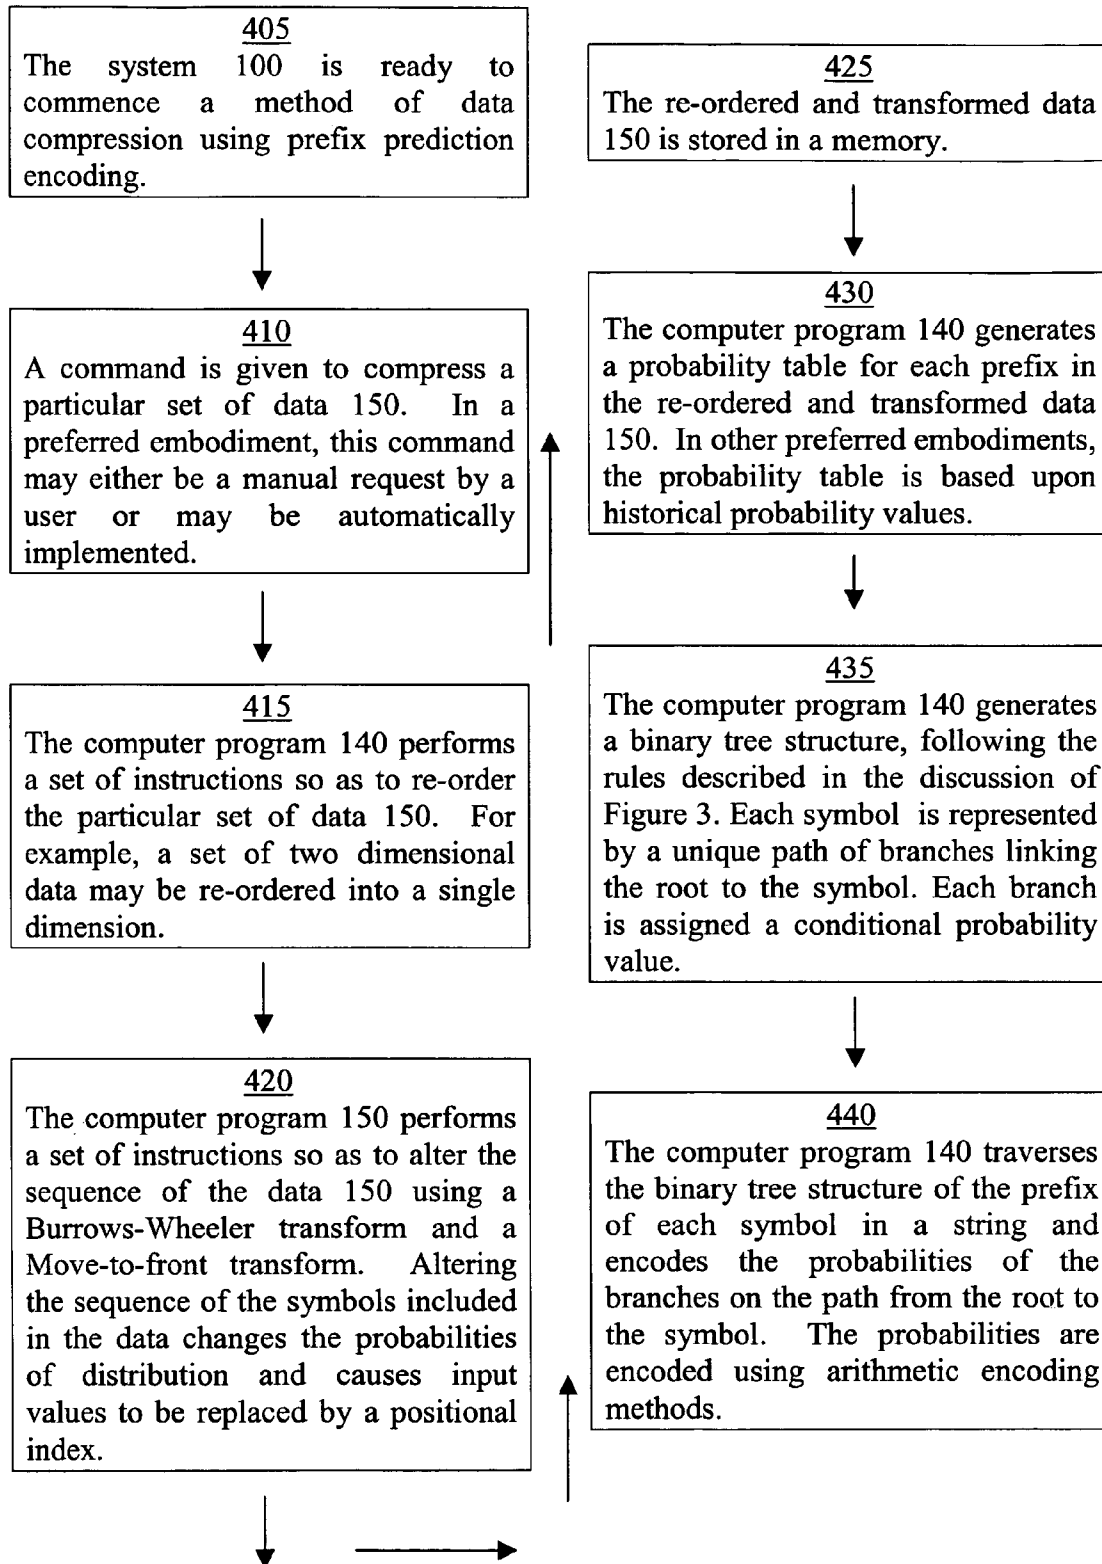 405
The system 100 is ready to
commence a method of data
compression using prefix prediction
encoding.
410
A command is given to compress a
particular set of data 150. In a
preferred embodiment, this command
may either be a manual request by a
user or may be automatically
implemented.
415
The computer program 140 performs
a set of instructions so as to re-order
the particular set of data 150. For
example, a set of two dimensional
data may be re-ordered into a single
dimension.
420
The computer program 150 performs
a set of instructions so as to alter the
sequence of the data 150 using a
Burrows-Wheeler transform and a
Move-to-front transform. Altering
the sequence of the symbols included
in the data changes the probabilities
of distribution and causes input
values to be replaced by a positional
index.
425
The re-ordered and transformed data
150 is stored in a memory.
430
The computer program 140 generates
a probability table for each prefix in
the re-ordered and transformed data
150. In other preferred embodiments,
the probability table is based upon
historical probability values.
435
The computer program 140 generates
a binary tree structure, following the
rules described in the discussion of
Figure 3. Each symbol is represented
by a unique path of branches linking
the root to the symbol. Each branch
is assigned a conditional probability
value.
440
The computer program 140 traverses
the binary tree structure of the prefix
of each symbol in a string and
encodes the probabilities of the
branches on the path from the root to
the symbol. The probabilities are
encoded using arithmetic encoding
methods.